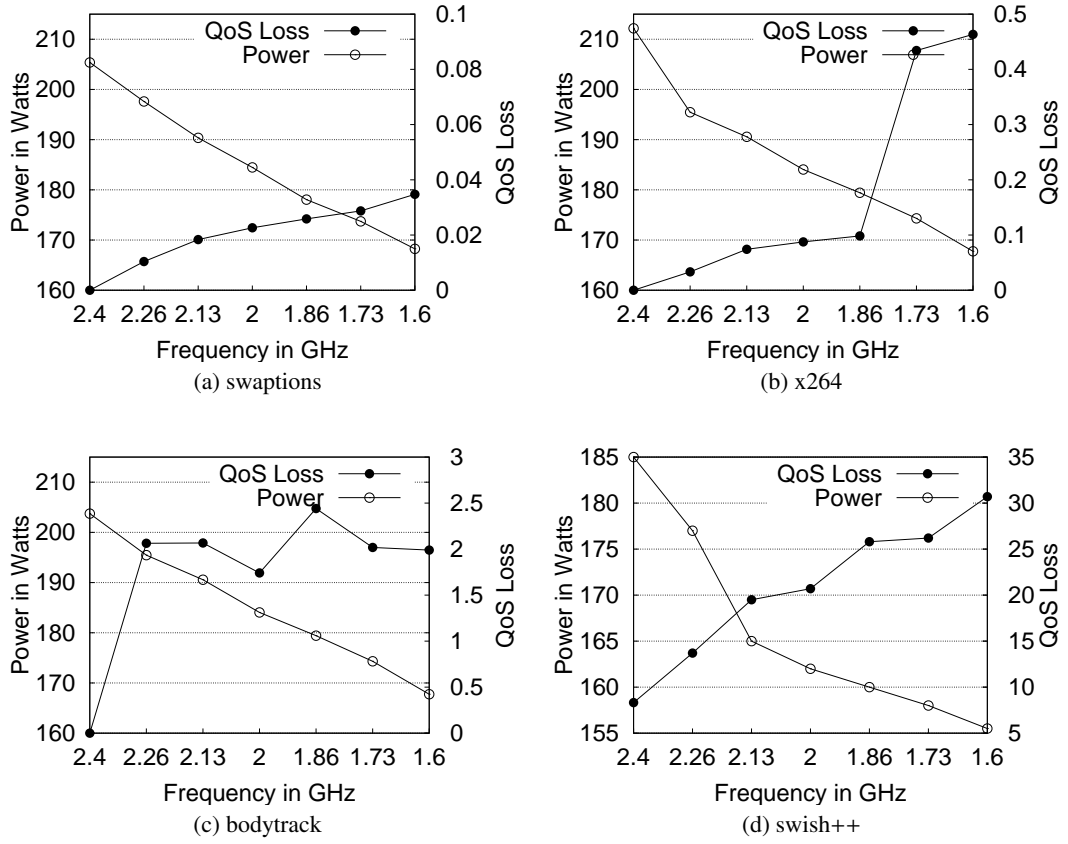 QoS Loss
Power
Power in Watts
210
200
190
180
170
160
0.1
0.08
0.06
0.04
0.02
0
QoS Loss
2.4 2.26 2.13 2 1.86 1.73 1.6
Frequency in GHz
(a) swaptions
QoS Loss
Power
Power in Watts
210
200
190
180
170
160
0.5
0.4
0.3
0.2
0.1
0
QoS Loss
2.4 2.26 2.13 2 1.86 1.73 1.6
Frequency in GHz
(b) x264
QoS Loss
Power
Power in Watts
210
200
190
180
170
160
3
2.5
2
1.5
1
0.5
0
QoS Loss
2.4 2.26 2.13 2 1.86 1.73 1.6
Frequency in GHz
(c) bodytrack
QoS Loss
Power
Power in Watts
185
180
175
170
165
160
155
35
30
25
20
15
10
5
QoS Loss
2.4 2.26 2.13 2 1.86 1.73 1.6
Frequency in GHz
(d) swish++